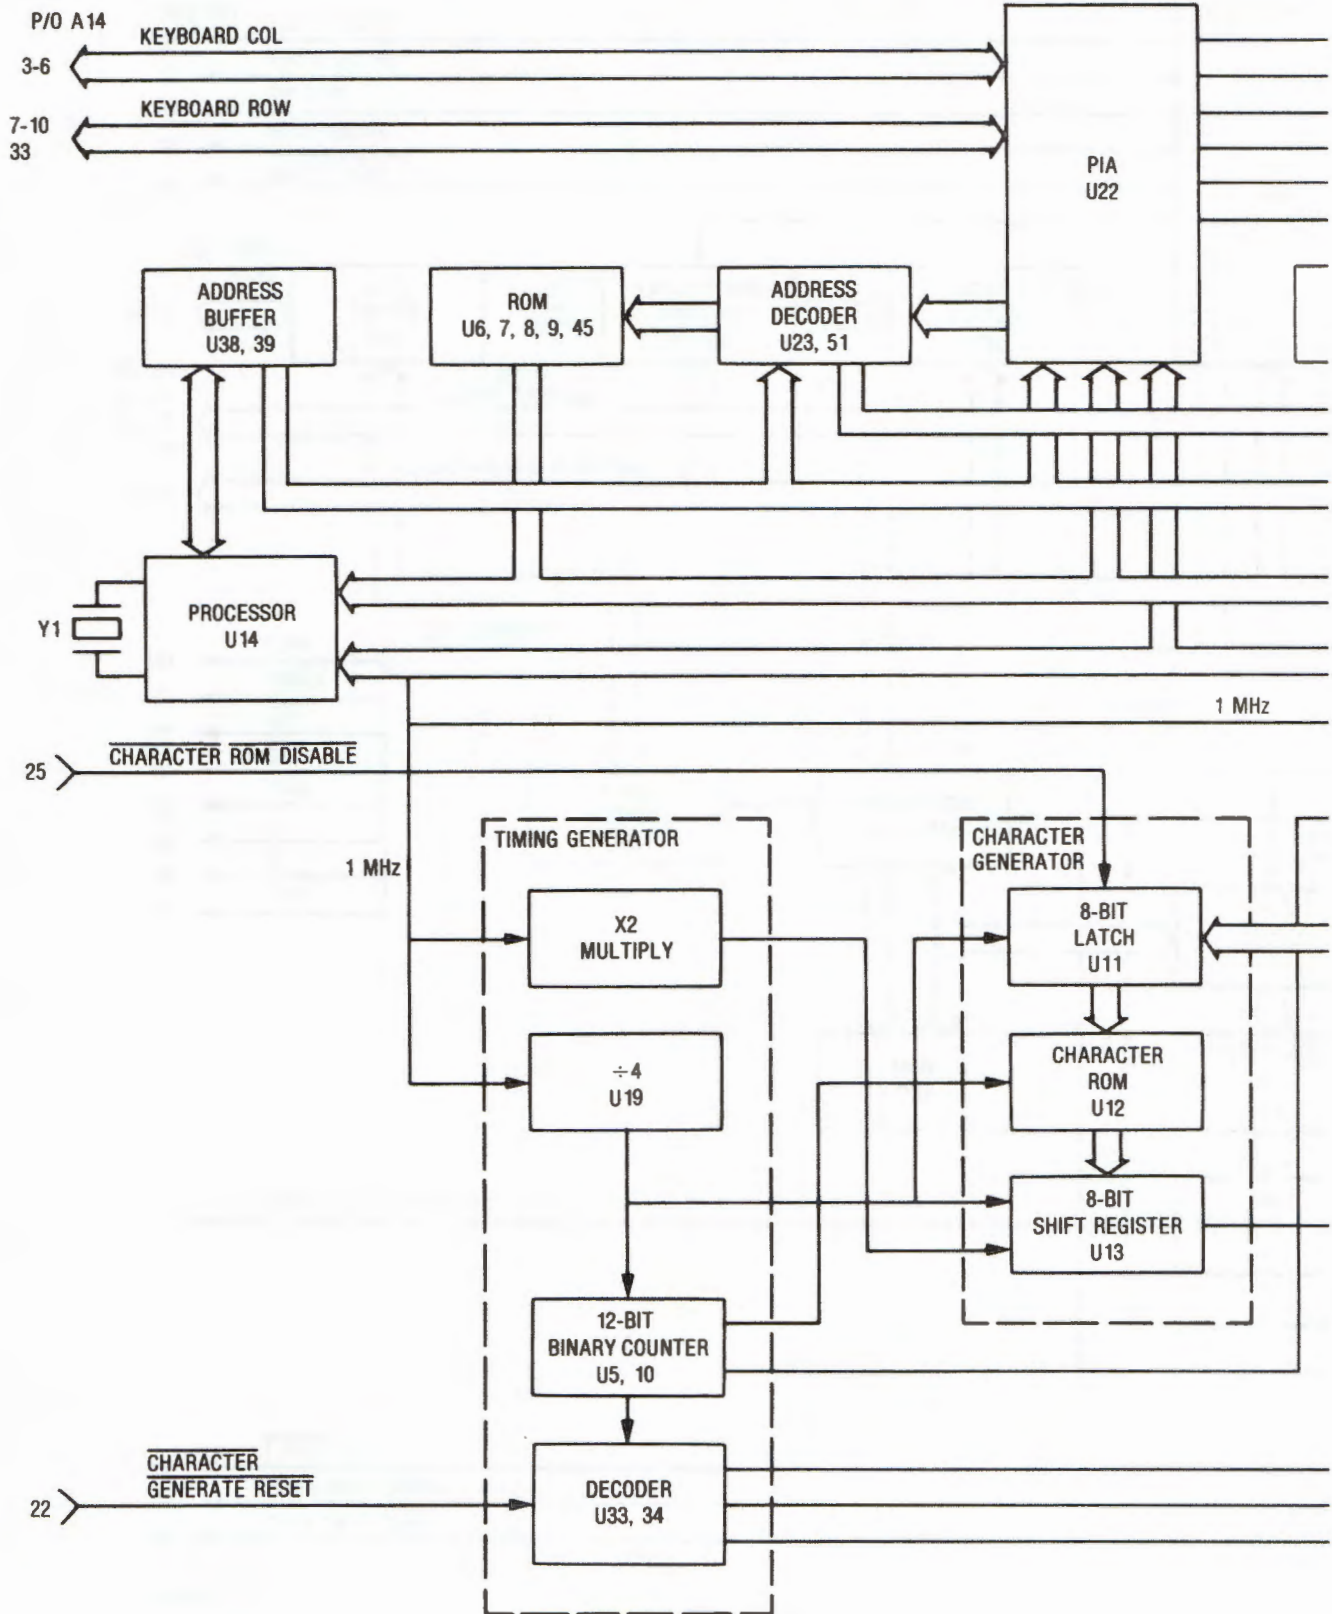 P/O A14
KEYBOARD COL
3-6
KEYBOARD ROW
7-10
33
PIA
U22
ADDRESS
BUFFER
U38, 39
ROM
U6, 7, 8, 9, 45
ADDRESS
DECODER
U23, 51
Y1
PROCESSOR
U14
1 MHz
25
CHARACTER ROM DISABLE
TIMING GENERATOR
CHARACTER
GENERATOR
1 MHz
X2
MULTIPLY
8-BIT
LATCH
U11
÷4
U19
CHARACTER
ROM
U12
8-BIT
SHIFT REGISTER
U13
12-BIT
BINARY COUNTER
U5, 10
CHARACTER
GENERATE RESET
22
DECODER
U33, 34